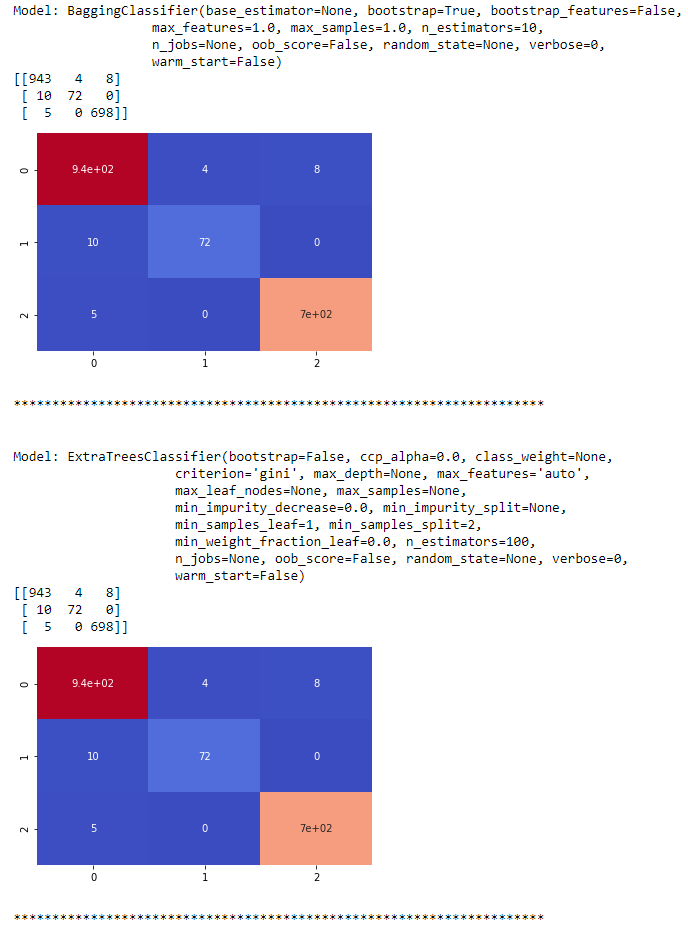 Model: BaggingClassifier(base_estimator=None, bootstrap=True, bootstrap_features=False,
max_features=1.0, max_samples=1.0, n_estimators=10,
n_jobs=None, oob_score=False, random_state=None, verbose=0,
warm_start=False)
[[943 4 8]
[ 10 72 0]
[ 5 0 698]]
0 9.4e+02 4 8
1 10 72 0
2 5 0 7e+02
0 1 2
*********************************************************************
Model: ExtraTreesClassifier(bootstrap=False, ccp_alpha=0.0, class_weight=None,
criterion='gini', max_depth=None, max_features='auto',
max_leaf_nodes=None, max_samples=None,
min_impurity_decrease=0.0, min_impurity_split=None,
min_samples_leaf=1, min_samples_split=2,
min_weight_fraction_leaf=0.0, n_estimators=100,
n_jobs=None, oob_score=False, random_state=None, verbose=0,
warm_start=False)
[[943 4 8]
[ 10 72 0]
[ 5 0 698]]
0 9.4e+02 4 8
1 10 72 0
2 5 0 7e+02
0 1 2
*********************************************************************